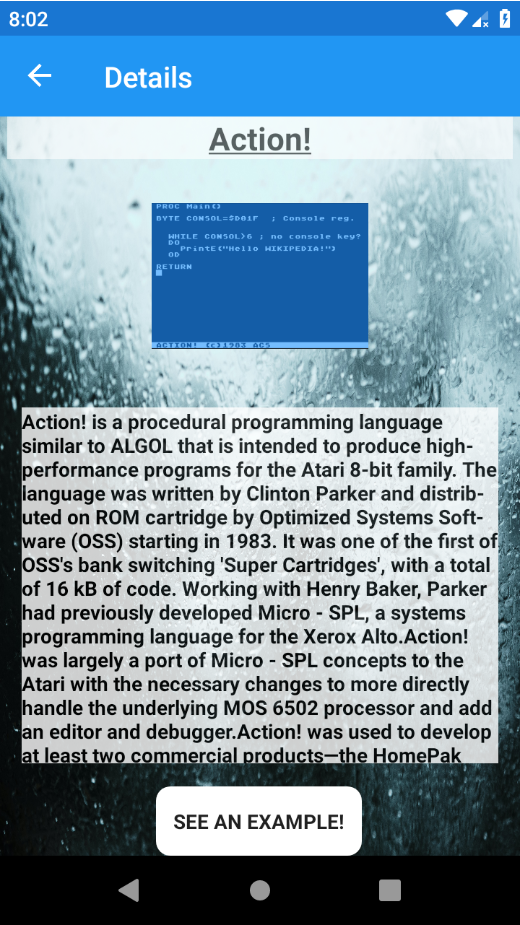 8:02
Details
Action!
PROC Main()
BYTE CONSOL=$D01F ; Console reg.
WHILE CONSOL>6 ; no console key?
DO
PrintE("Hello WIKIPEDIA!")
OD
RETURN
ACTION! (c)1983 ACS
Action! is a procedural programming language
similar to ALGOL that is intended to produce high-
performance programs for the Atari 8-bit family. The
language was written by Clinton Parker and distrib-
uted on ROM cartridge by Optimized Systems Soft-
ware (OSS) starting in 1983. It was one of the first of
OSS's bank switching 'Super Cartridges', with a total
of 16 kB of code. Working with Henry Baker, Parker
had previously developed Micro - SPL, a systems
programming language for the Xerox Alto.Action!
was largely a port of Micro - SPL concepts to the
Atari with the necessary changes to more directly
handle the underlying MOS 6502 processor and add
an editor and debugger.Action! was used to develop
at least two commercial products—the HomePak
SEE AN EXAMPLE!